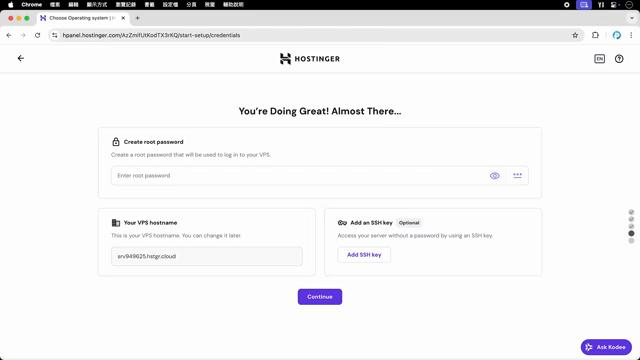 Chrome 檔案 編輯 顯示方式 瀏覽記錄 書籤 設定檔 分頁 視窗 輔助說明
Choose Operating system | H
hpanel.hostinger.com/AzZmifUtKodTX3rKQ/start-setup/credentials
HOSTINGER
EN
You're Doing Great! Almost There...
Create root password
Create a root password that will be used to log in to your VPS.
Enter root password
Your VPS hostname
This is your VPS hostname. You can change it later.
srv949625.hstgr.cloud
Add an SSH key Optional
Access your server without a password by using an SSH key.
Add SSH key
Continue
Ask Kodee